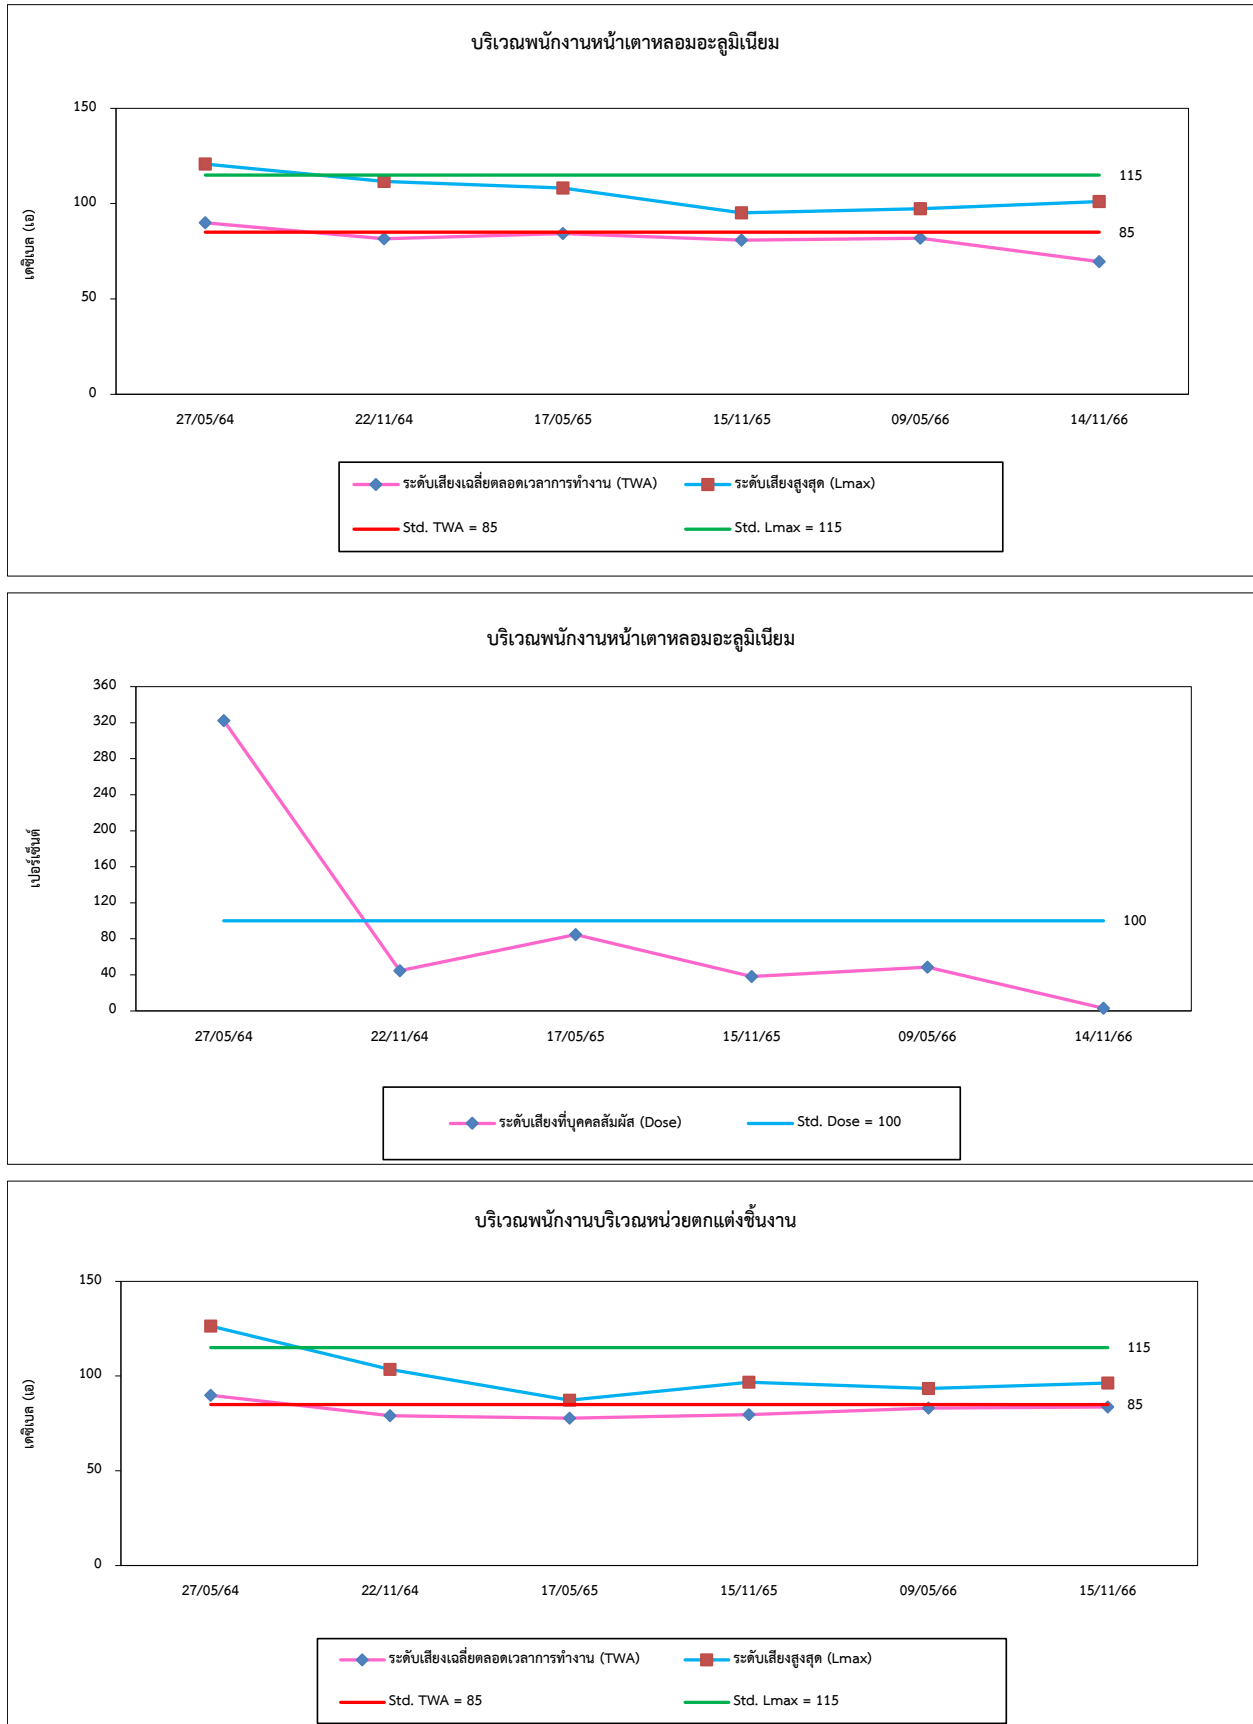 บริเวณพนักงานหน้าเตาหลอมอะลูมิเนียม
150
100
50
0
เดซิเบล (เอ)
115
85
27/05/64 22/11/64 17/05/65 15/11/65 09/05/66 14/11/66
ระดับเสียงเฉลี่ยตลอดเวลาการทำงาน (TWA) ระดับเสียงสูงสุด (Lmax)
Std. TWA = 85 Std. Lmax = 115
บริเวณพนักงานหน้าเตาหลอมอะลูมิเนียม
360
320
280
240
200
160
120
80
40
0
เปอร์เซ็นต์
100
27/05/64 22/11/64 17/05/65 15/11/65 09/05/66 14/11/66
ระดับเสียงที่บุคคลสัมผัส (Dose) Std. Dose = 100
บริเวณพนักงานบริเวณหน่วยตกแต่งชิ้นงาน
150
100
50
0
เดซิเบล (เอ)
115
85
27/05/64 22/11/64 17/05/65 15/11/65 09/05/66 15/11/66
ระดับเสียงเฉลี่ยตลอดเวลาการทำงาน (TWA) ระดับเสียงสูงสุด (Lmax)
Std. TWA = 85 Std. Lmax = 115